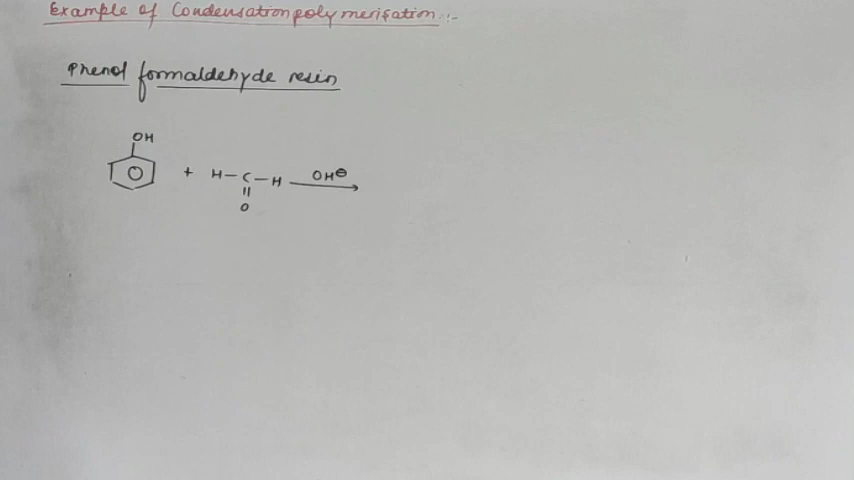 Example of Condensation polymerisation :-
Phenol formaldehyde resin
OH
+ H-C-H OH⊖
O